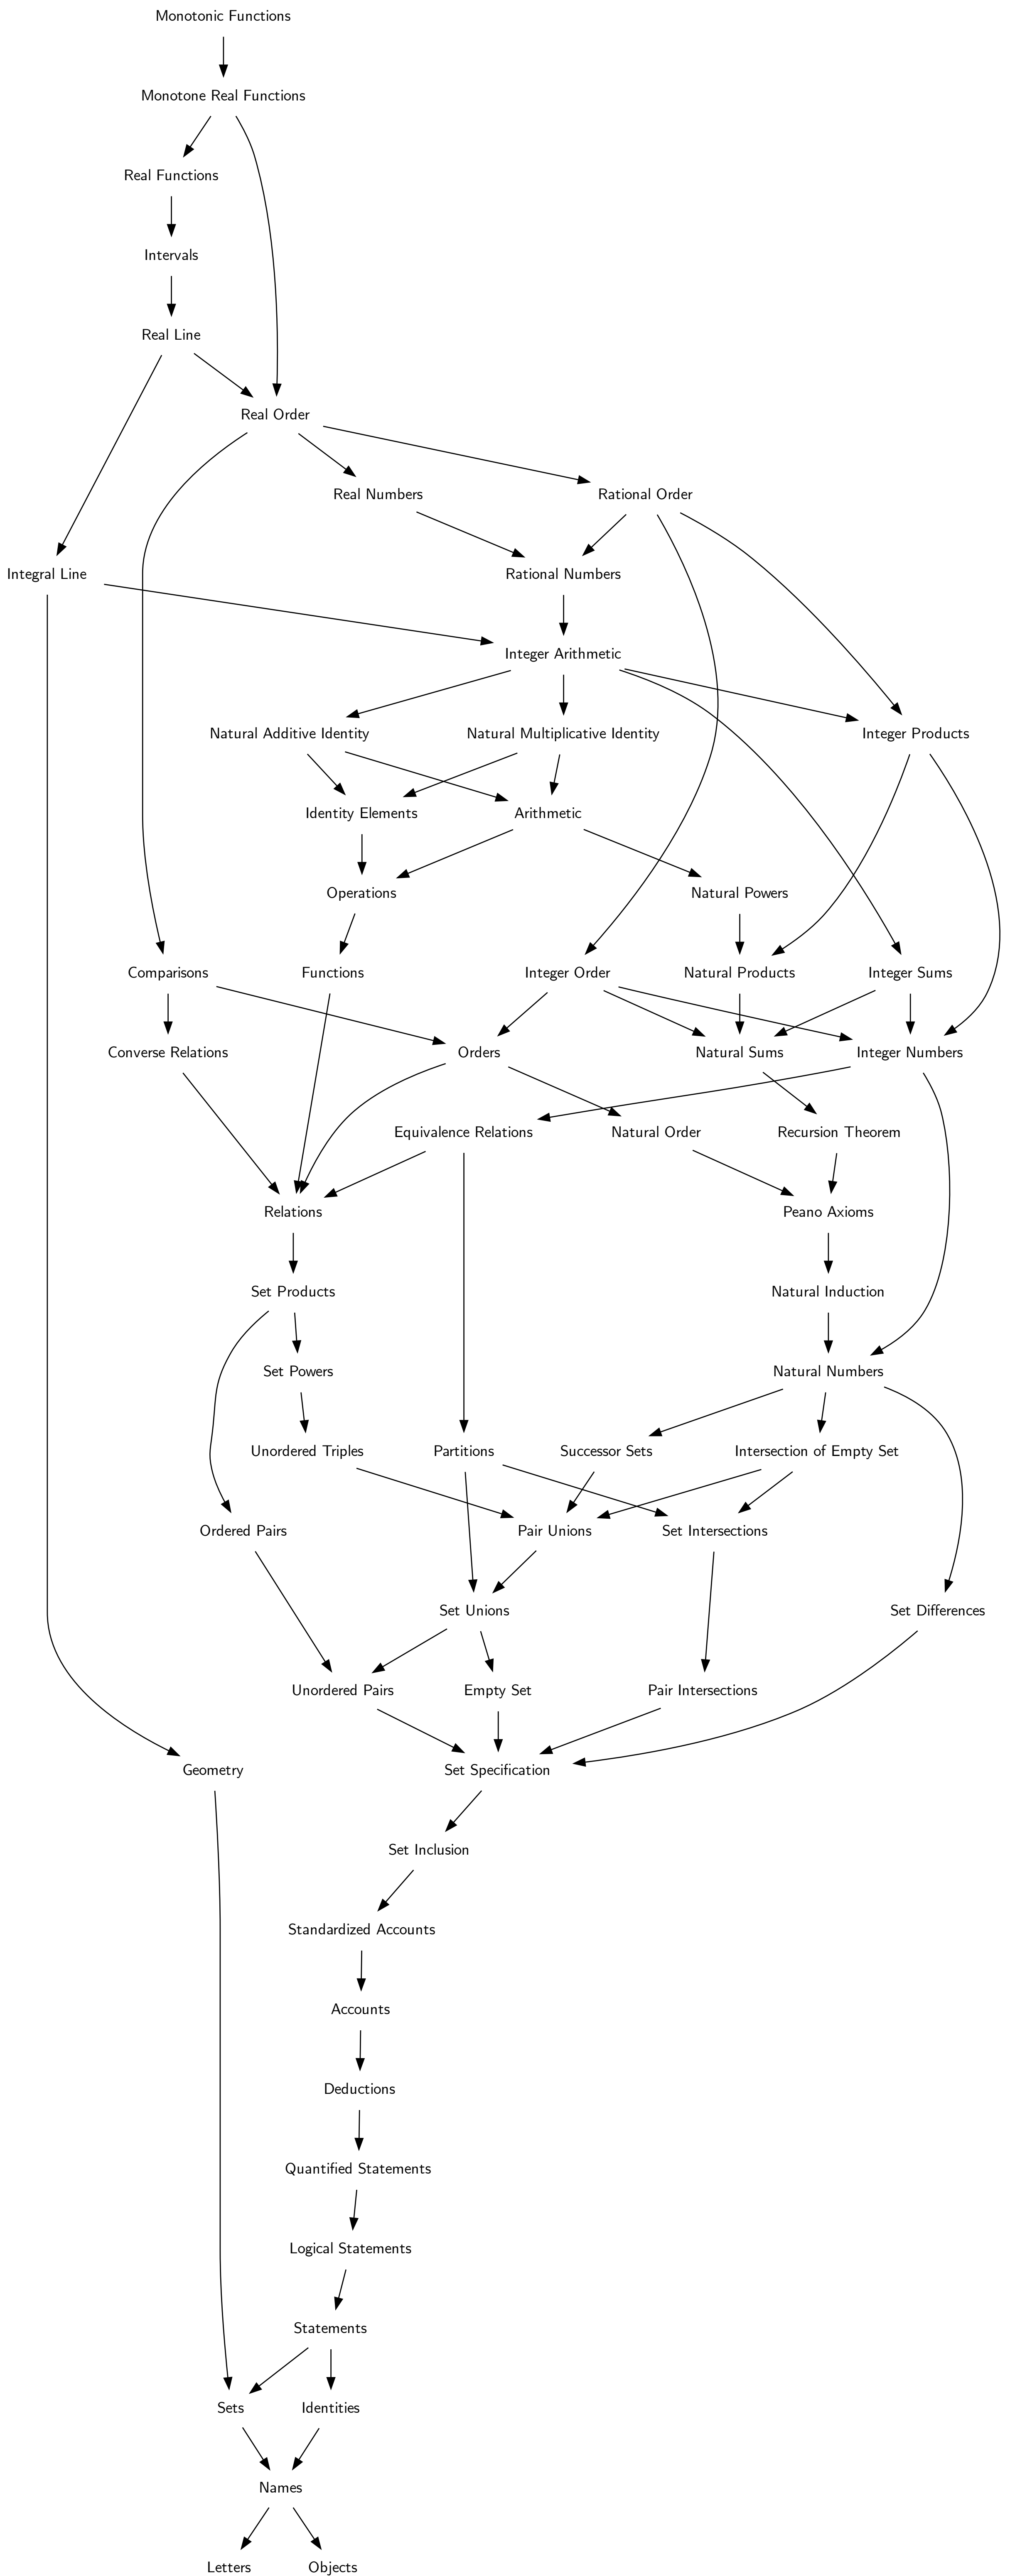 Monotonic Functions
Monotone Real Functions
Real Functions
Intervals
Real Line
Real Order
Real Numbers
Rational Order
Integral Line
Rational Numbers
Integer Arithmetic
Natural Additive Identity
Natural Multiplicative Identity
Integer Products
Identity Elements
Arithmetic
Operations
Natural Powers
Comparisons
Functions
Integer Order
Natural Products
Integer Sums
Converse Relations
Orders
Natural Sums
Integer Numbers
Equivalence Relations
Natural Order
Recursion Theorem
Relations
Peano Axioms
Set Products
Natural Induction
Set Powers
Natural Numbers
Unordered Triples
Partitions
Successor Sets
Intersection of Empty Set
Ordered Pairs
Pair Unions
Set Intersections
Set Unions
Set Differences
Unordered Pairs
Empty Set
Pair Intersections
Geometry
Set Specification
Set Inclusion
Standardized Accounts
Accounts
Deductions
Quantified Statements
Logical Statements
Statements
Sets
Identities
Names
Letters
Objects